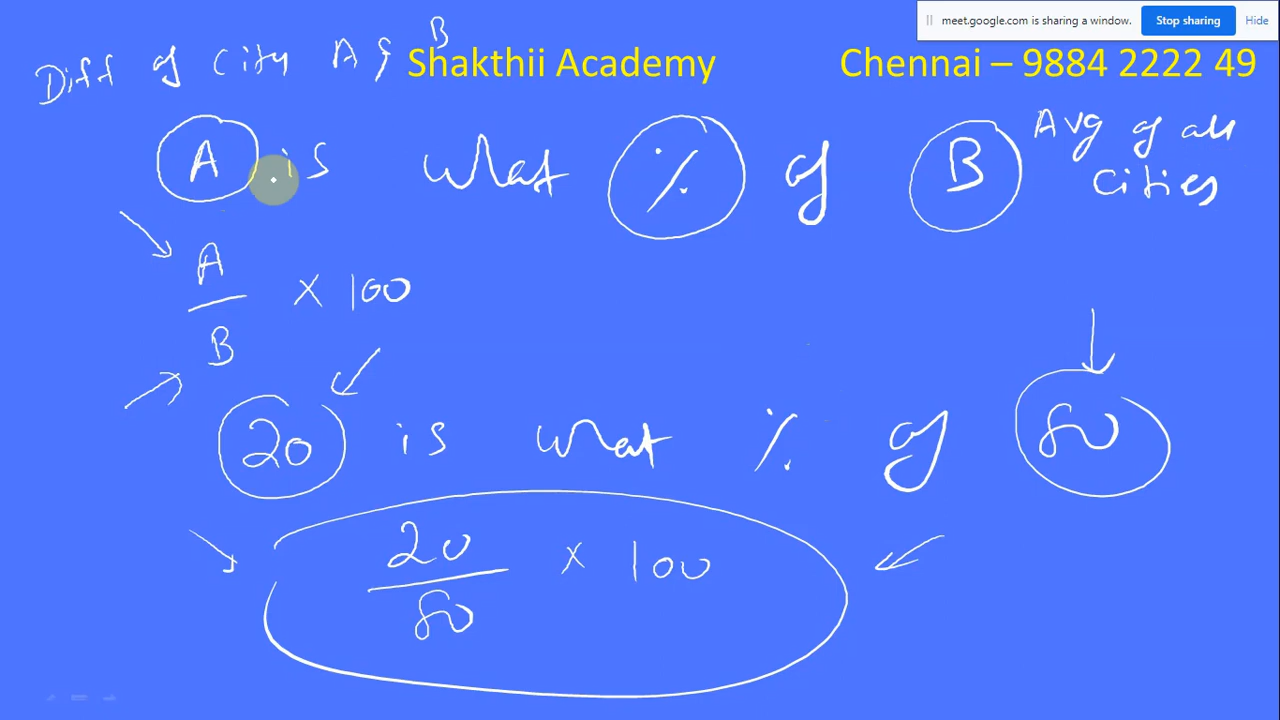 meet.google.com is sharing a window. Stop sharing Hide
Diff of City A & B
Shakthii Academy Chennai – 9884 2222 49
A is what % of B
Avg of all
Cities
A
B
× 100
20 is what % of 80
20
80
× 100